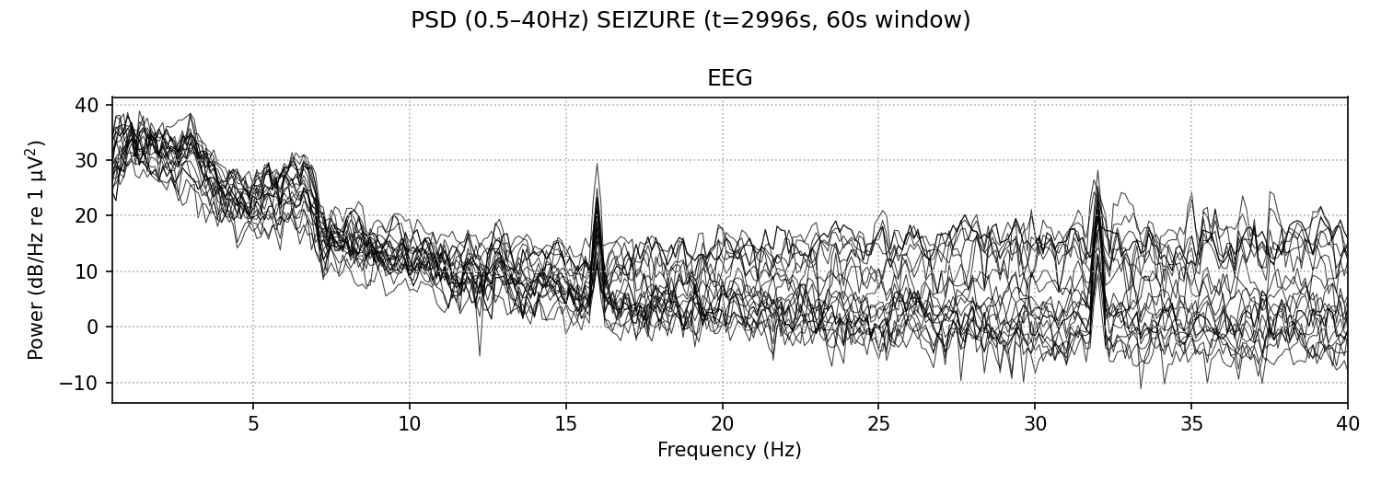 PSD (0.5–40Hz) SEIZURE (t=2996s, 60s window)
EEG
Power (dB/Hz re 1 µV²)
40
30
20
10
0
−10
5 10 15 20 25 30 35 40
Frequency (Hz)